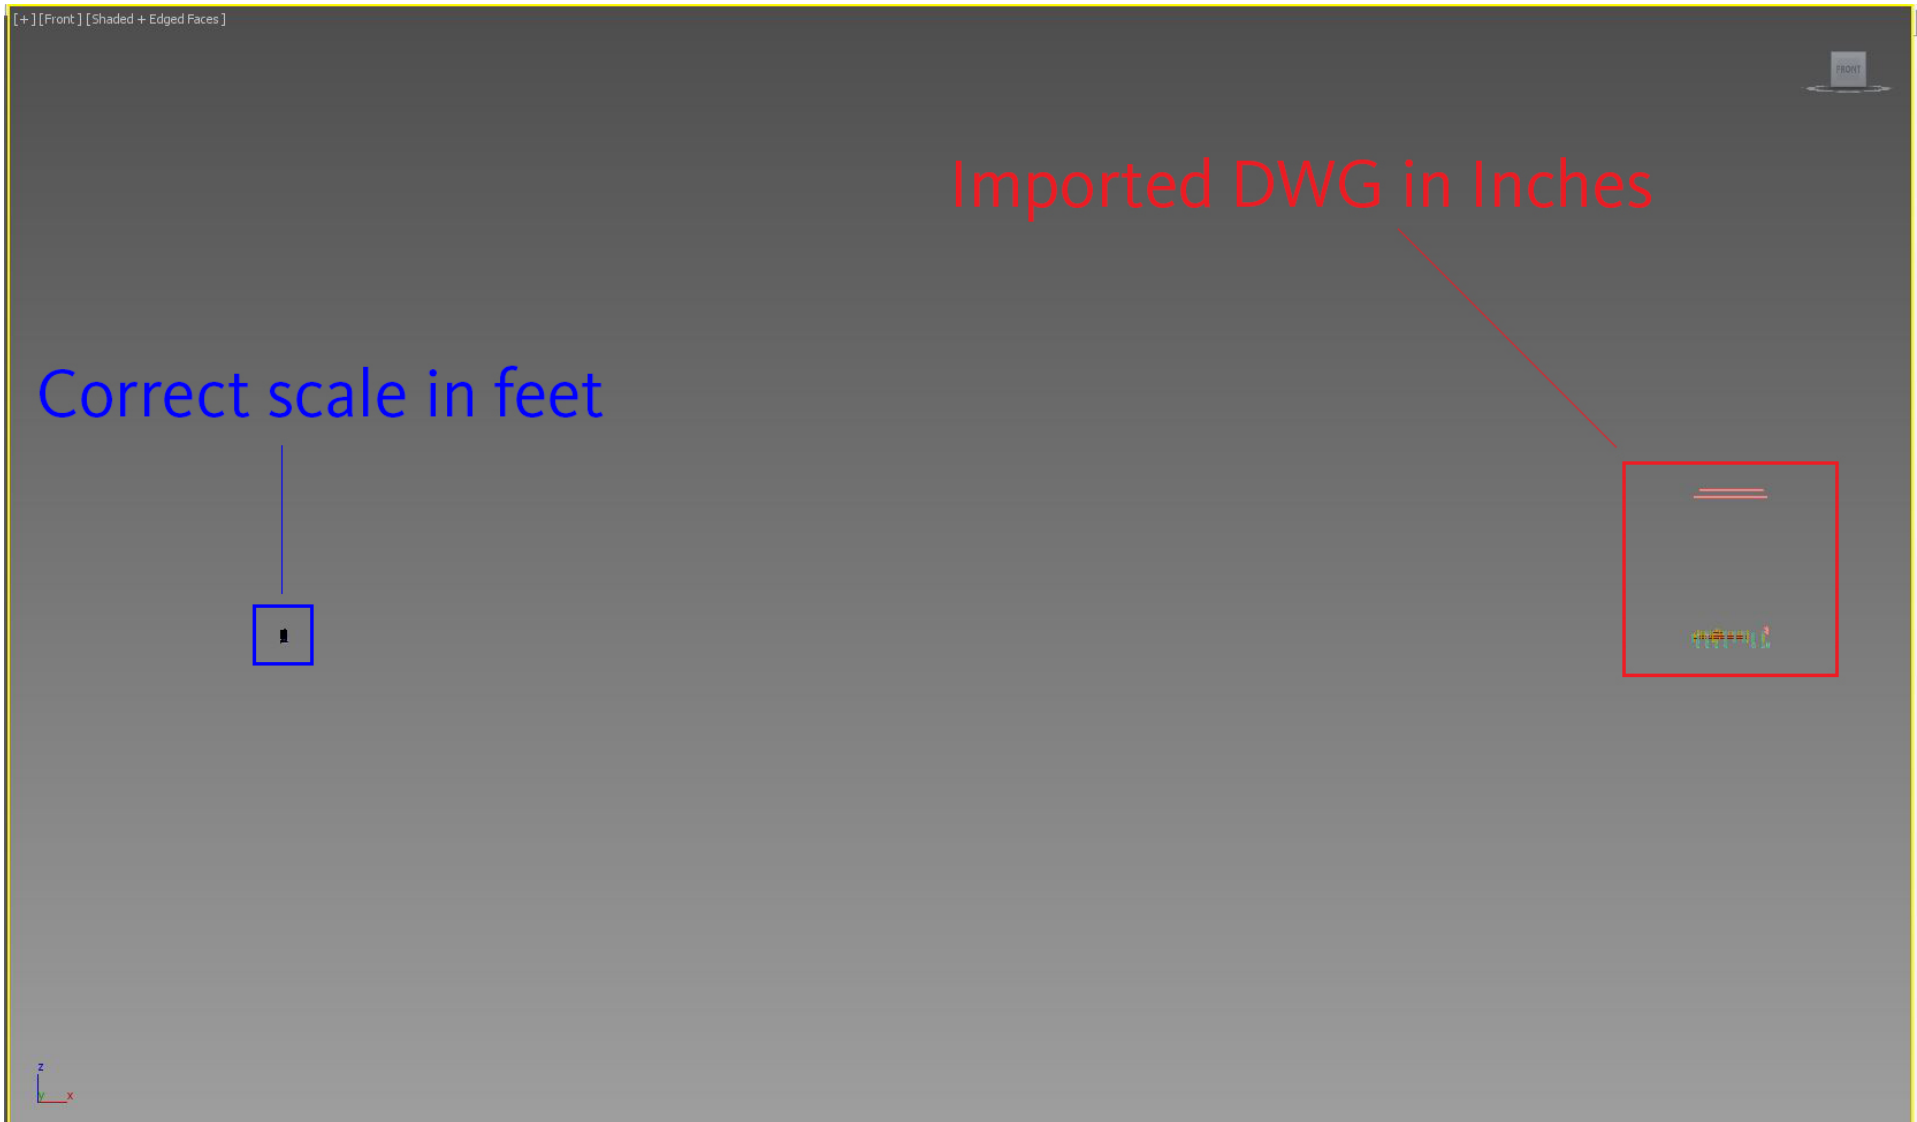 [+] [Front ] [Shaded + Edged Faces ]
FRONT
Imported DWG in Inches
Correct scale in feet
z
y
x